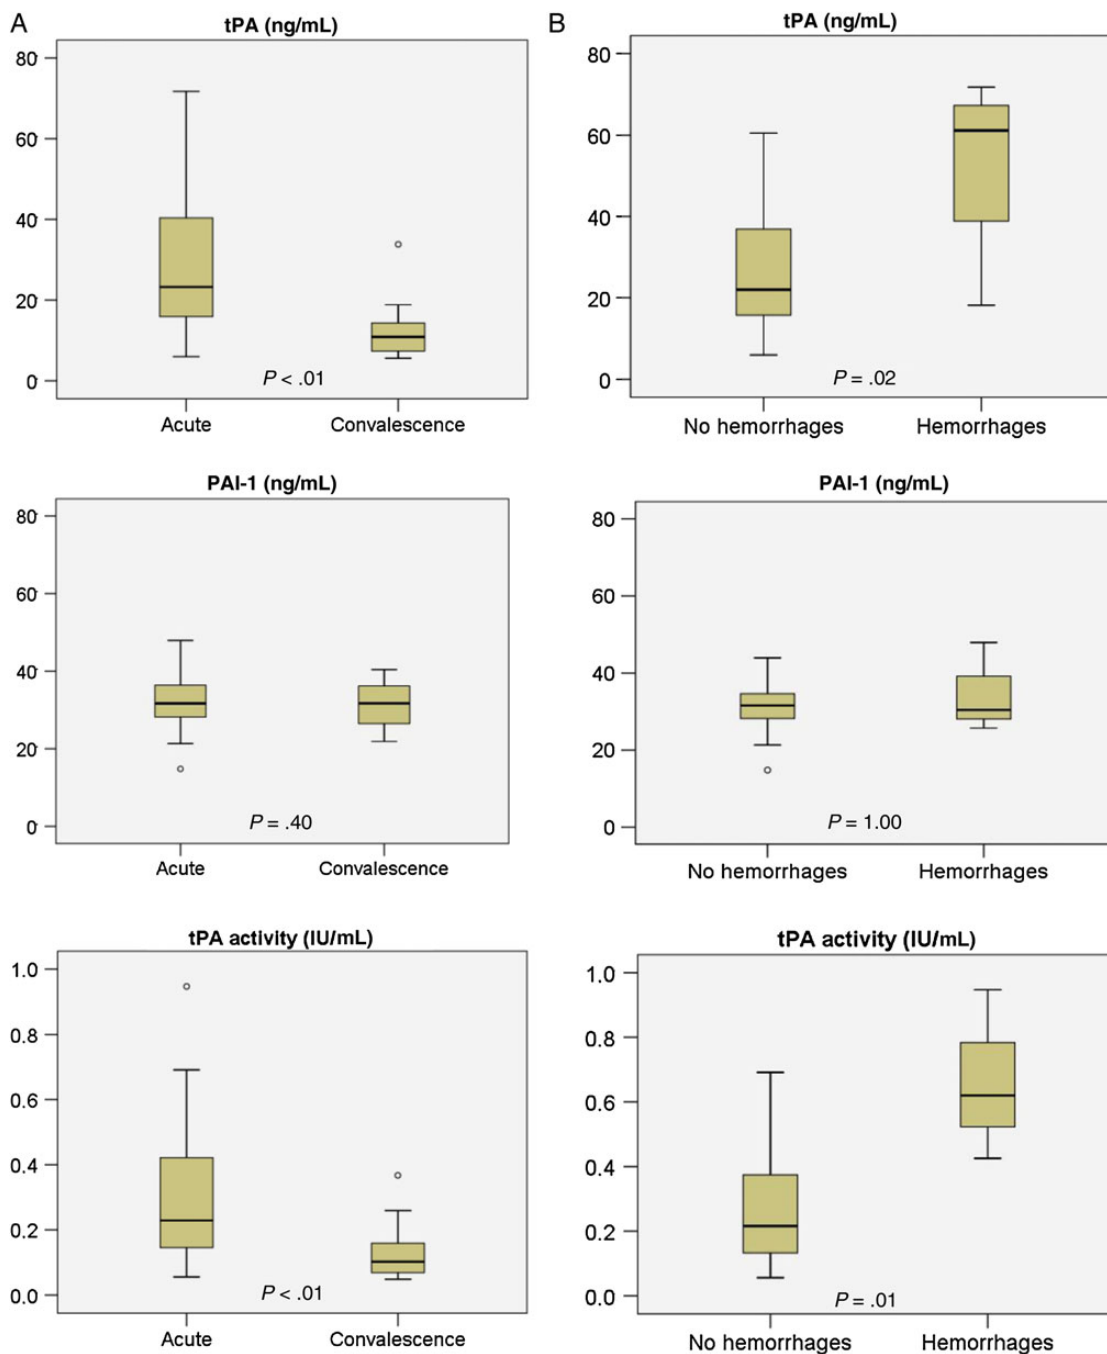 A
tPA (ng/mL)
80
60
40
20
0
P < .01
Acute Convalescence
B
tPA (ng/mL)
80
60
40
20
0
P = .02
No hemorrhages Hemorrhages
PAI-1 (ng/mL)
80
60
40
20
0
P = .40
Acute Convalescence
PAI-1 (ng/mL)
80
60
40
20
0
P = 1.00
No hemorrhages Hemorrhages
tPA activity (IU/mL)
1.0
0.8
0.6
0.4
0.2
0.0
P < .01
Acute Convalescence
tPA activity (IU/mL)
1.0
0.8
0.6
0.4
0.2
0.0
P = .01
No hemorrhages Hemorrhages